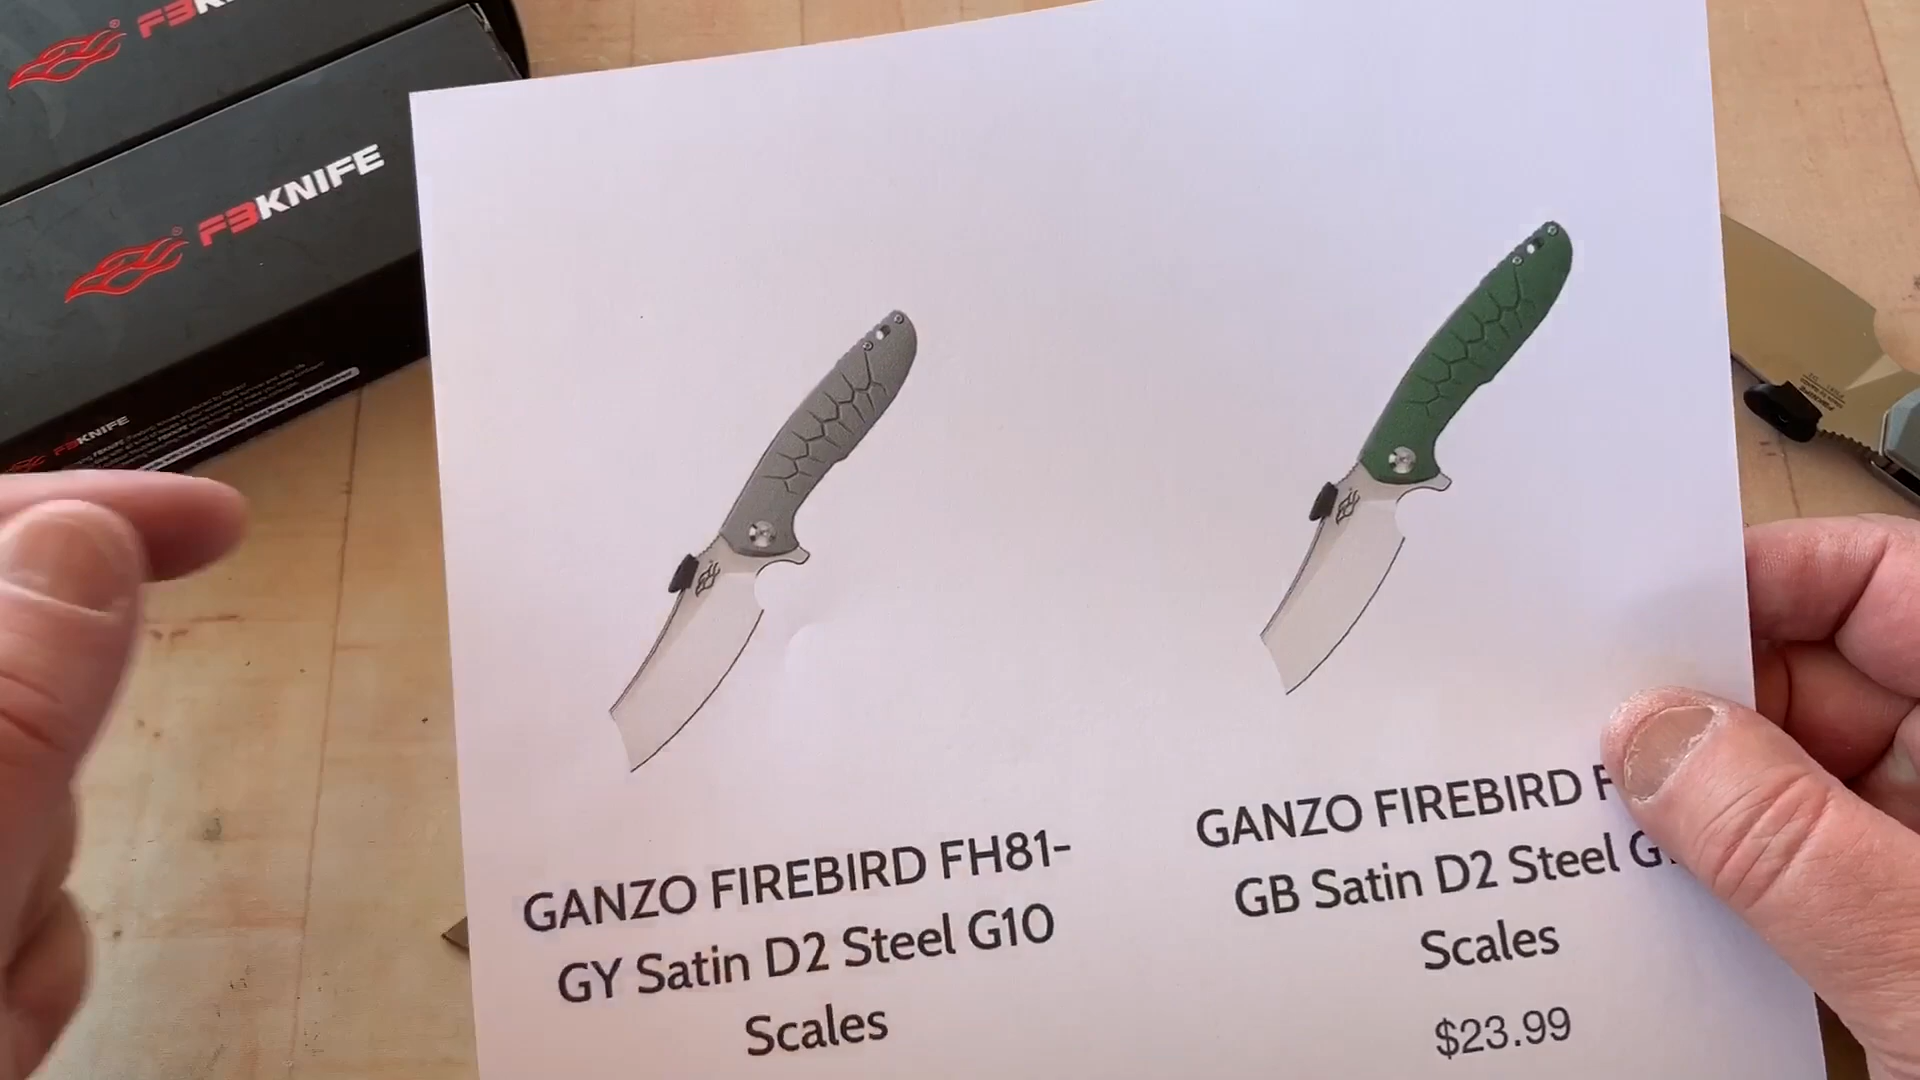 F3KNIFE
F3KNIFE
GANZO FIREBIRD FH81-
GY Satin D2 Steel G10
Scales
GANZO FIREBIRD F
GB Satin D2 Steel G1
Scales
$23.99